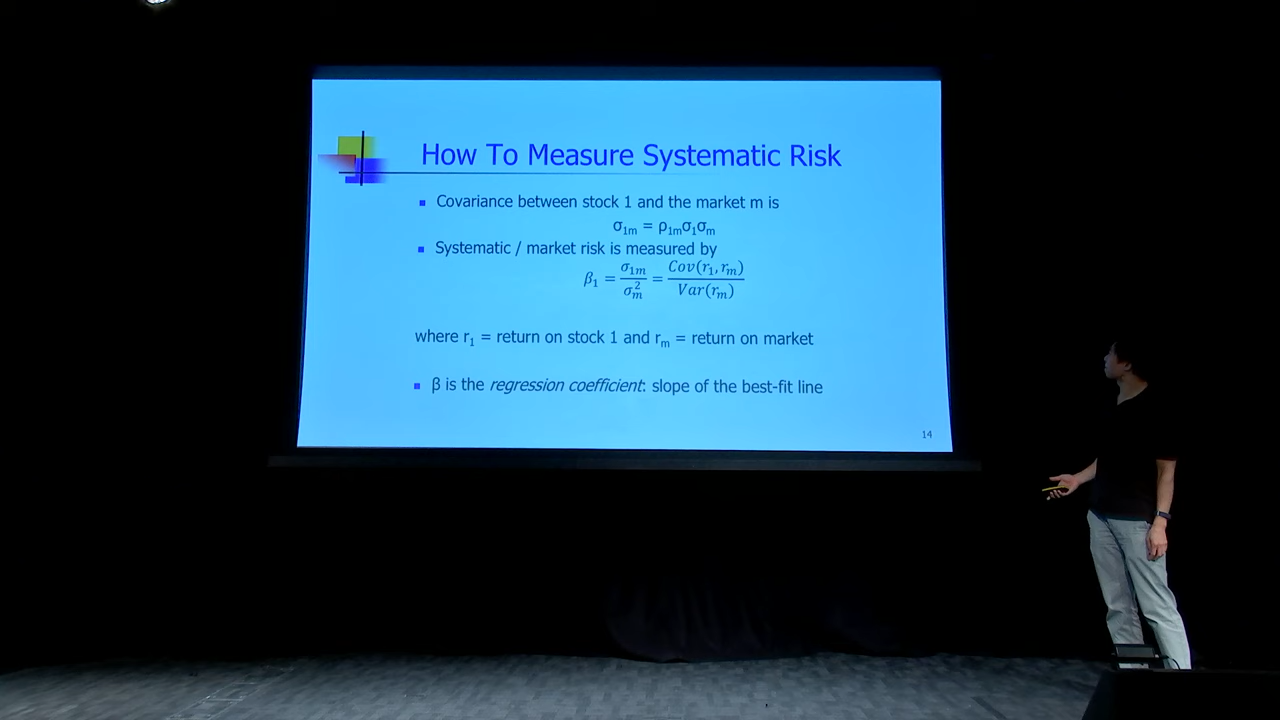 How To Measure Systematic Risk
▪ Covariance between stock 1 and the market m is
σ₁ₘ = ρ₁ₘσ₁σₘ
▪ Systematic / market risk is measured by
β₁ = σ₁ₘ / σₘ² = Cov(r₁, rₘ) / Var(rₘ)
where r₁ = return on stock 1 and rₘ = return on market
▪ β is the regression coefficient: slope of the best-fit line
14